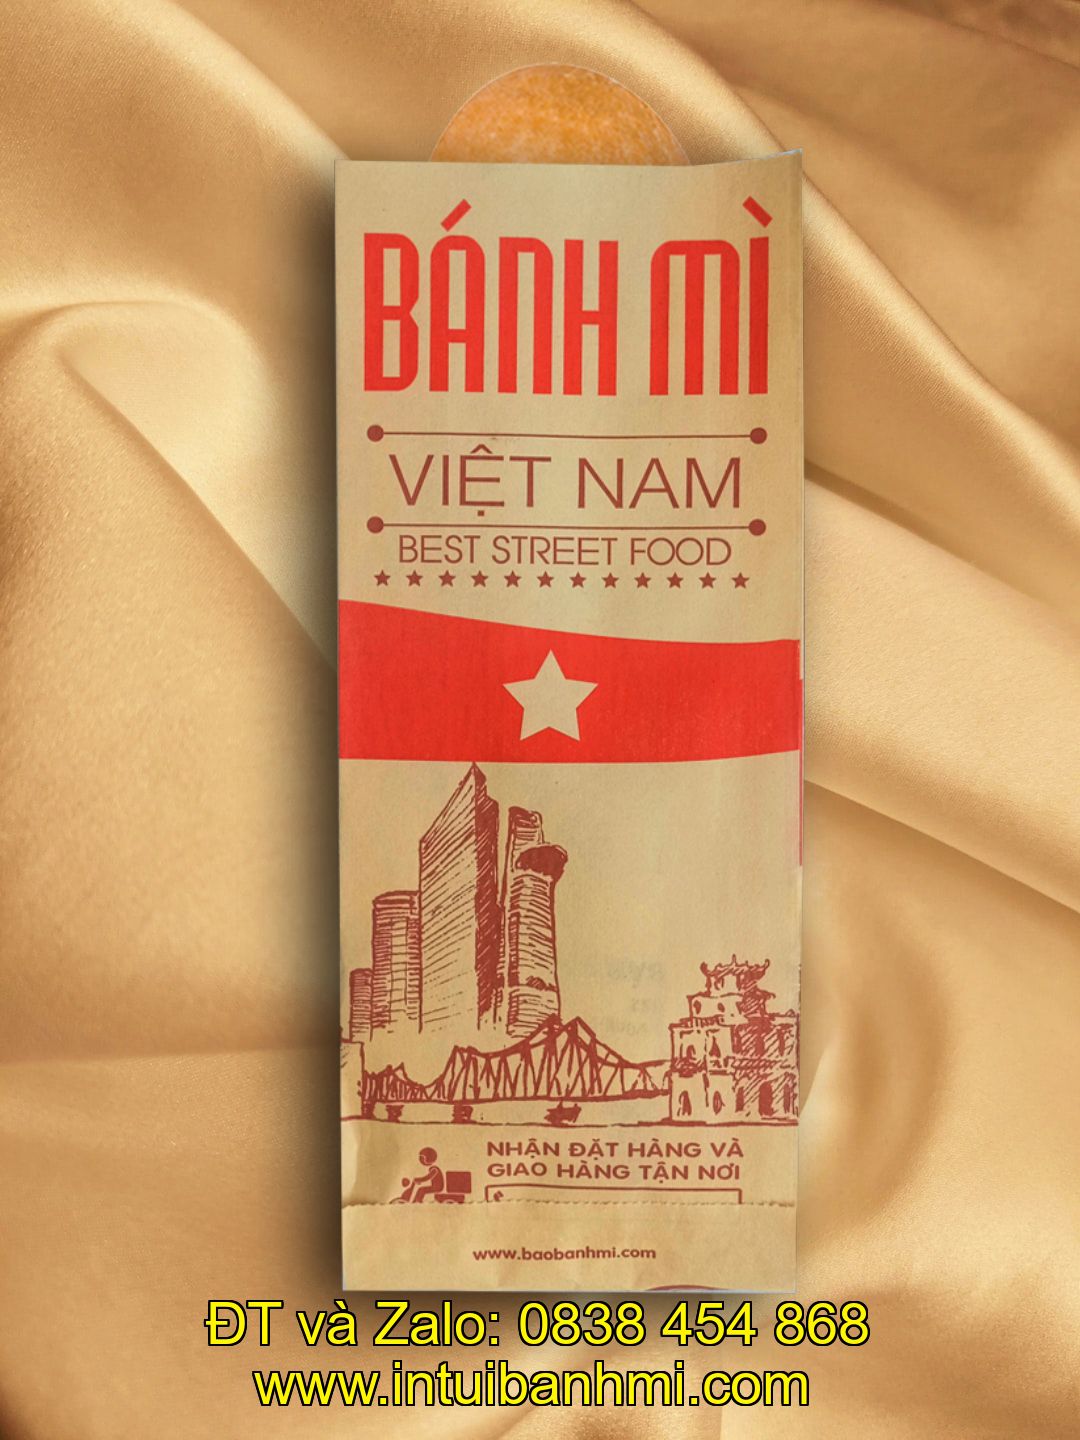 BÁNH MÌ
VIỆT NAM
BEST STREET FOOD
NHẬN ĐẶT HÀNG VÀ
GIAO HÀNG TẬN NƠI
www.baobanhmi.com
ĐT và Zalo: 0838 454 868
www.intuibanhmi.com